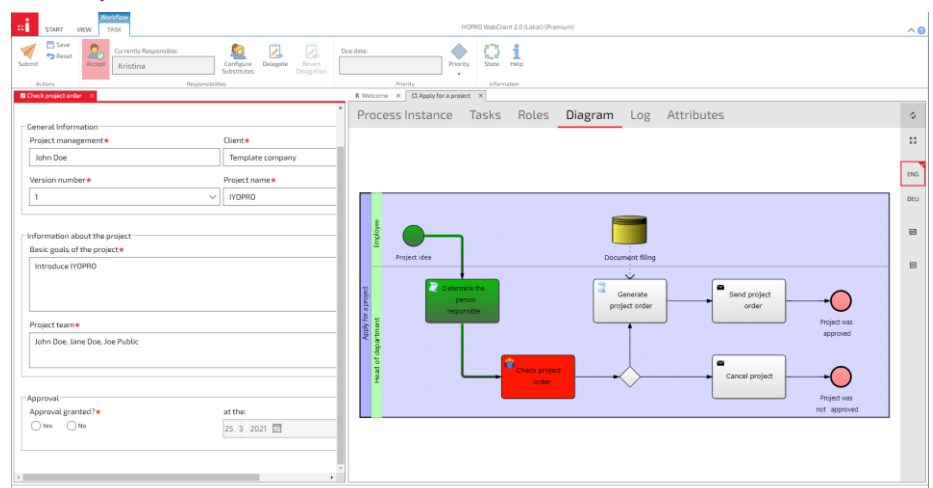 Workflow
START VIEW TASK
IYOPRO WebClient 2.0 (Lokal) (Premium)
Submit
Save
Reset
Accept
Currently Responsible:
Kristina
Configure Substitutes
Delegate
Revert Delegation
Due date:
Priority
State
Help
Actions
Responsibilities
Priority
Information
Check project order X
Welcome X
Apply for a project X
Process Instance Tasks Roles Diagram Log Attributes
General Information
Project management*
Client*
John Doe
Template company
Version number*
Project name*
1
IYOPRO
Information about the project
Basic goals of the project*
Introduce IYOPRO
Project team*
John Doe, Jane Doe, Joe Public
Approval
Approval granted?*
at the:
Yes No
25. 3. 2021
ENG
DEU
Apply for a project
Employee
Head of department
Project idea
Document filing
Determine the
person
responsible
Generate
project order
Send project
order
Project was
approved
Check project
order
Cancel project
Project was
not approved